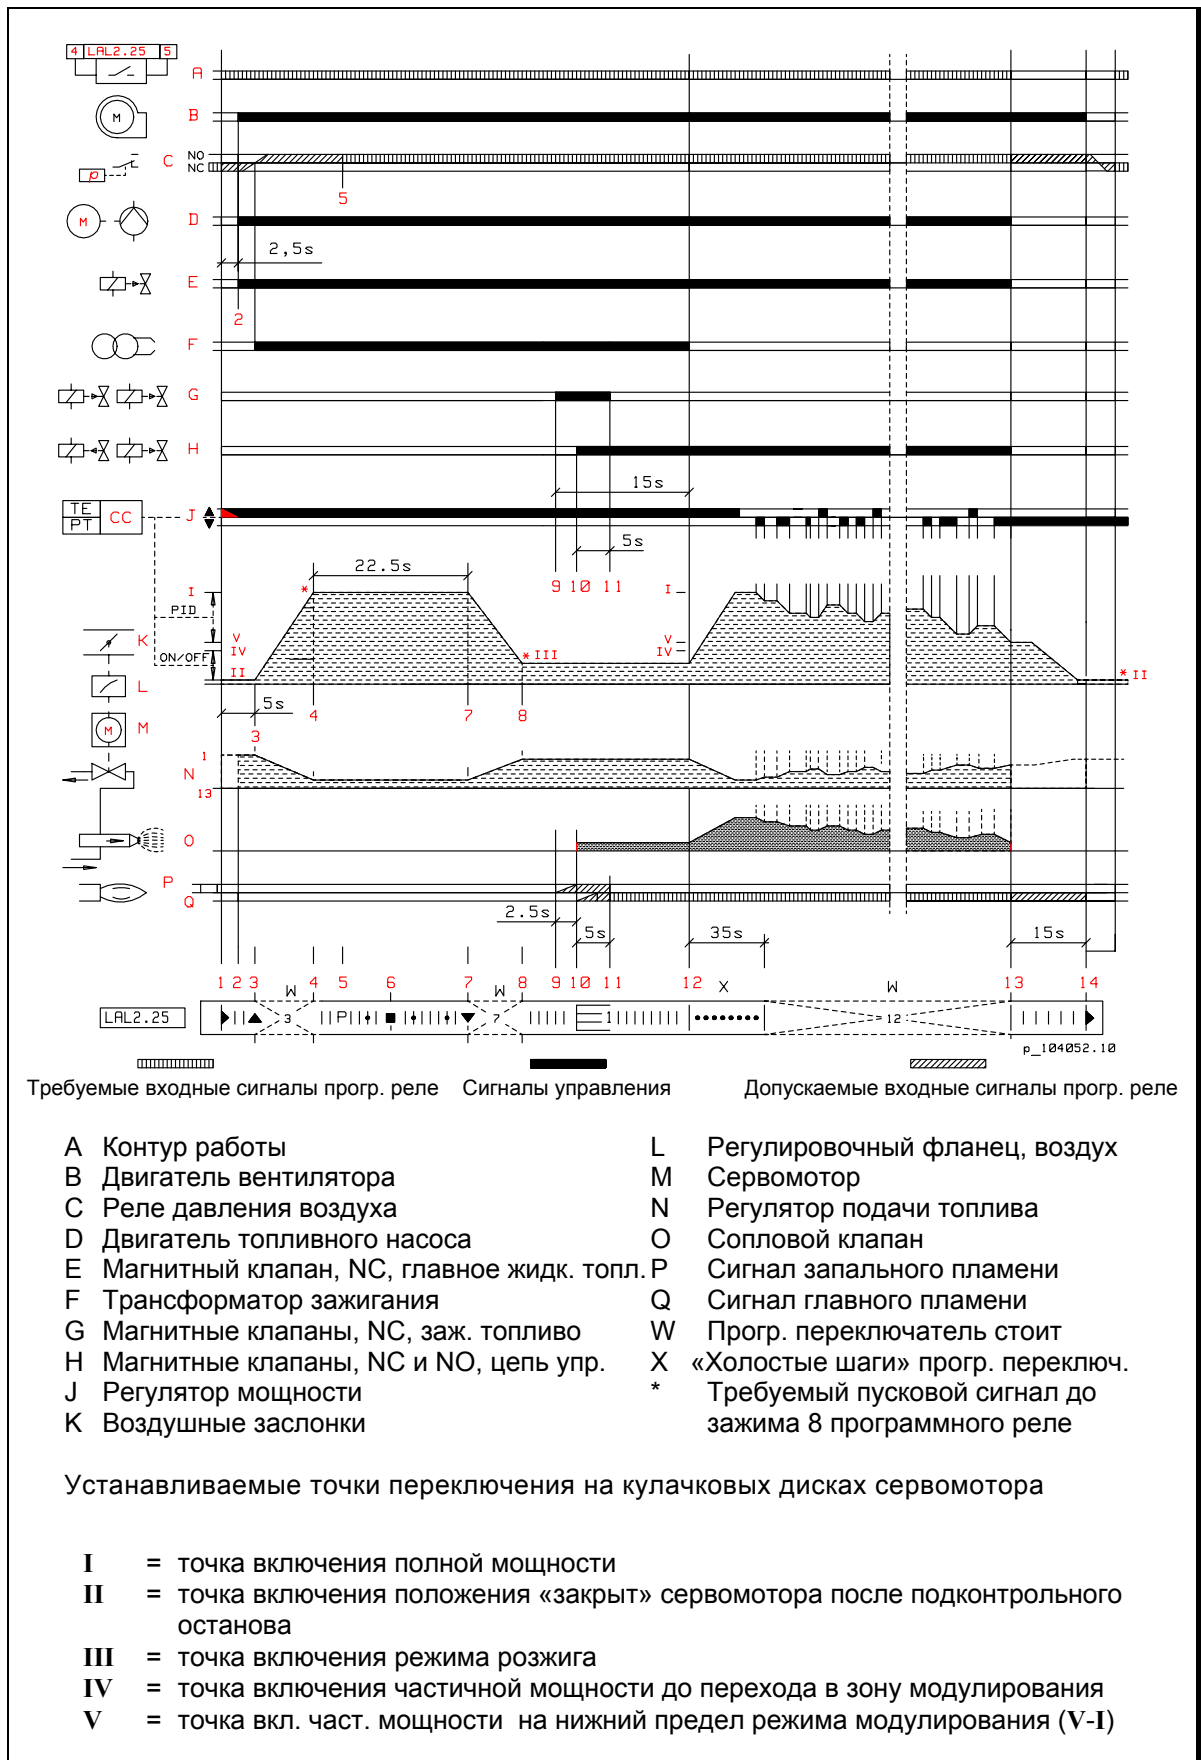 4 LAL2.25 5
A
M
B
C NO
NC
p
5
M D
2,5s
E
2
F
G
H
15s
TE
PT CC J
5s
22.5s
9 10 11 I
I *
PID
K V
IV
V
IV
ON/OFF
* III
II
* II
L
5s
4 7 8
M M
3
1
N
13
O
P
Q
2.5s
5s 35s 15s
1 2 3 W 4 5 6 7 W 8 9 10 11 12 X W 13 14
LAL2.25 3 P 7 1 12
p_104052.10
Требуемые входные сигналы прогр. реле Сигналы управления Допускаемые входные сигналы прогр. реле
A Контур работы
B Двигатель вентилятора
C Реле давления воздуха
D Двигатель топливного насоса
E Магнитный клапан, NC, главное жидк. топл.
F Трансформатор зажигания
G Магнитные клапаны, NC, заж. топливо
H Магнитные клапаны, NC и NO, цепь упр.
J Регулятор мощности
K Воздушные заслонки
L Регулировочный фланец, воздух
M Сервомотор
N Регулятор подачи топлива
O Сопловой клапан
P Сигнал запального пламени
Q Сигнал главного пламени
W Прогр. переключатель стоит
X «Холостые шаги» прогр. переключ.
* Требуемый пусковой сигнал до
зажима 8 программного реле
Устанавливаемые точки переключения на кулачковых дисках сервомотора
I = точка включения полной мощности
II = точка включения положения «закрыт» сервомотора после подконтрольного
останова
III = точка включения режима розжига
IV = точка включения частичной мощности до перехода в зону модулирования
V = точка вкл. част. мощности на нижний предел режима модулирования (V-I)